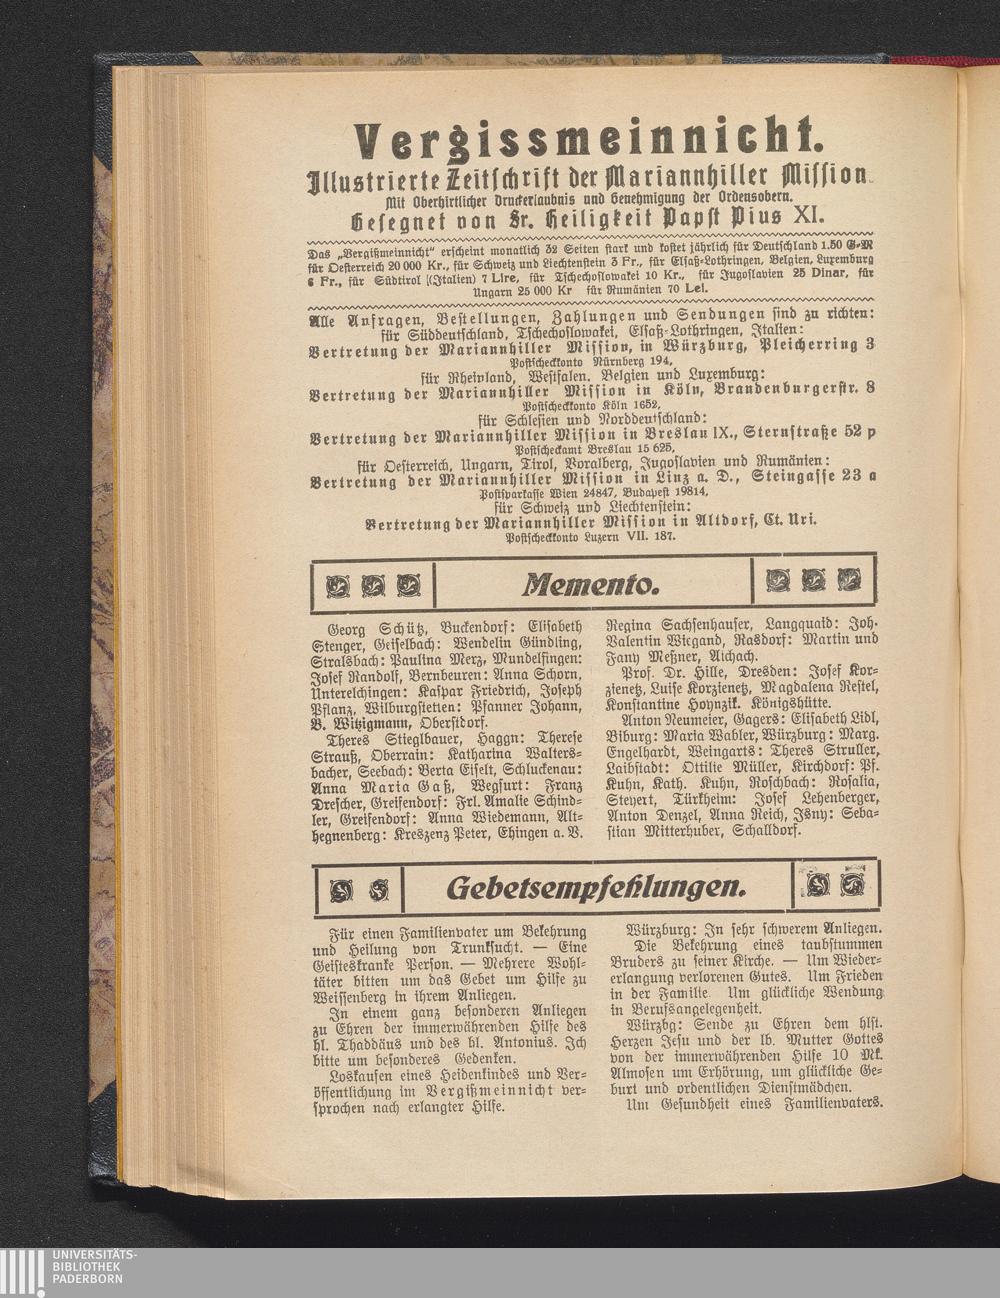 Vergissmeinnicht.
Illustrierte Zeitschrift der Mariannhiller Mission
Mit Oberhirtlicher Druckerlaubnis und Genehmigung der Ordensobern.
Gesegnet von Sr. Heiligkeit Papst Pius XI.
Das „Vergißmeinnicht“ erscheint monatlich 32 Seiten stark und kostet jährlich für Deutschland 1.50 G-M
für Oesterreich 20 000 Kr., für Schweiz und Liechtenstein 3 Fr., für Elsaß-Lothringen, Belgien, Luxemburg
6 Fr., für Südtirol (Italien) 7 Lire, für Tschechoslowakei 10 Kr., für Jugoslavien 25 Dinar, für
Ungarn 25 000 Kr für Rumänien 70 Lei.
Alle Anfragen, Bestellungen, Zahlungen und Sendungen sind zu richten:
für Süddeutschland, Tschechoslowakei, Elsaß-Lothringen, Italien:
Vertretung der Mariannhiller Mission, in Würzburg, Pleicherring 3
Postscheckkonto Nürnberg 194,
für Rheinland, Westfalen, Belgien und Luxemburg:
Vertretung der Mariannhiller Mission in Köln, Brandenburgerstr. 8
Postscheckkonto Köln 1652,
für Schlesien und Norddeutschland:
Vertretung der Mariannhiller Mission in Breslau IX., Sternstraße 52 p
Postscheckamt Breslau 15 625,
für Oesterreich, Ungarn, Tirol, Voralberg, Jugoslavien und Rumänien:
Vertretung der Mariannhiller Mission in Linz a. D., Steingasse 23 a
Postsparkasse Wien 24847, Budapest 19814,
für Schweiz und Liechtenstein:
Vertretung der Mariannhiller Mission in Altdorf, Ct. Uri.
Postscheckkonto Luzern VII. 187.
Memento.
Georg Schütz, Buckendorf: Elisabeth
Stenger, Geiselbach: Wendelin Gündling,
Stralsbach: Paulina Merz, Mundelfingen:
Josef Randolf, Bernbeuren: Anna Schorn,
Unterelchingen: Kaspar Friedrich, Joseph
Pflanz, Wilburgstetten: Pfanner Johann,
B. Witzigmann, Oberstdorf.
Theres Stieglbauer, Haggn: Therese
Strauß, Oberrain: Katharina Walters-
bacher, Seebach: Berta Eiselt, Schluckenau:
Anna Maria Gaß, Wegfurt: Franz
Drescher, Greifendorf: Frl. Amalie Schind-
ler, Greifendorf: Anna Wiedemann, Alt-
hegnenberg: Kreszenz Peter, Ehingen a. B.
Regina Sachsenhauser, Langquaid: Joh.
Valentin Wiegand, Rasdorf: Martin und
Fany Meßner, Aichach.
Prof. Dr. Hille, Dresden: Josef Kor-
zienetz, Luise Korzienetz, Magdalena Restel,
Konstantine Hoynzik. Königshütte.
Anton Neumeier, Gagers: Elisabeth Lidl,
Biburg: Maria Wabler, Würzburg: Marg.
Engelhardt, Weingarts: Theres Struller,
Laibstadt: Ottilie Müller, Kirchdorf: Pf.
Kuhn, Kath. Kuhn, Roschbach: Rosalia,
Steyert, Türkheim: Josef Lehenberger,
Anton Denzel, Anna Reich, Isny: Seba-
stian Mitterhuber, Schalldorf.
Gebetsempfehlungen.
Für einen Familienvater um Bekehrung
und Heilung von Trunksucht. — Eine
Geisteskranke Person. — Mehrere Wohl-
täter bitten um das Gebet um Hilfe zu
Weissenberg in ihrem Anliegen.
In einem ganz besonderen Anliegen
zu Ehren der immerwährenden Hilfe des
hl. Thaddäus und des hl. Antonius. Ich
bitte um besonderes Gedenken.
Loskaufen eines Heidenkindes und Ver-
öffentlichung im Vergißmeinnicht ver-
sprochen nach erlangter Hilfe.
Würzburg: In sehr schwerem Anliegen.
Die Bekehrung eines taubstummen
Bruders zu seiner Kirche. — Um Wieder-
erlangung verlorenen Gutes. Um Frieden
in der Familie Um glückliche Wendung
in Berufsangelegenheit.
Würzbg: Sende zu Ehren dem hlst.
Herzen Jesu und der lb. Mutter Gottes
von der immerwährenden Hilfe 10 Mk.
Almosen um Erhörung, um glückliche Ge-
burt und ordentlichen Dienstmädchen.
Um Gesundheit eines Familienvaters.
UNIVERSITÄTS-
BIBLIOTHEK
PADERBORN